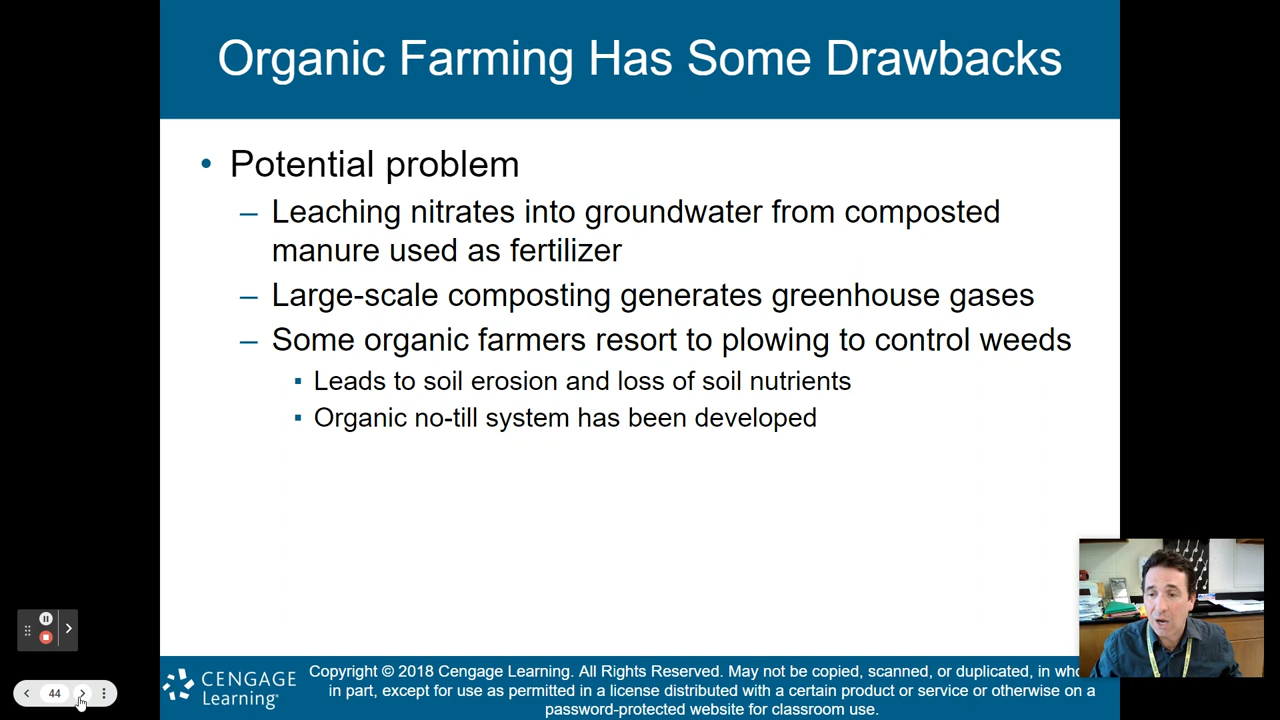 Organic Farming Has Some Drawbacks
• Potential problem
– Leaching nitrates into groundwater from composted
manure used as fertilizer
– Large-scale composting generates greenhouse gases
– Some organic farmers resort to plowing to control weeds
▪ Leads to soil erosion and loss of soil nutrients
▪ Organic no-till system has been developed
44
CENGAGE
Learning
Copyright © 2018 Cengage Learning. All Rights Reserved. May not be copied, scanned, or duplicated, in
in part, except for use as permitted in a license distributed with a certain product or service or otherwise on a
password-protected website for classroom use.